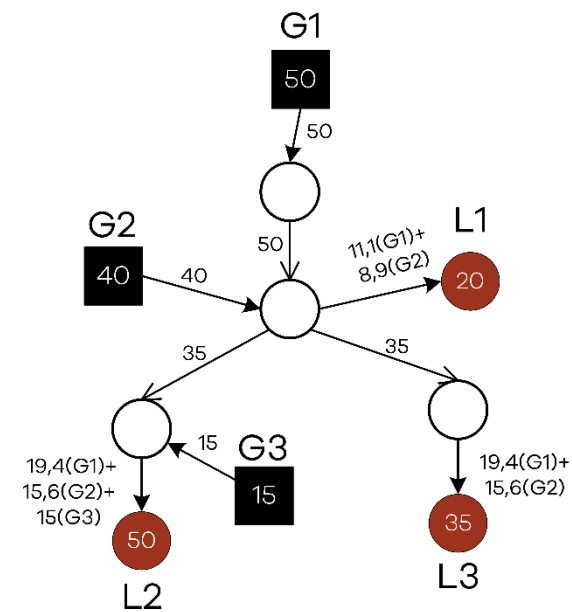 G1
50
50
G2
50
L1
11,1(G1)+
8,9(G2)
40
40
20
35
35
G3
15
19,4(G1)+
15,6(G2)+
15(G3)
15
19,4(G1)+
15,6(G2)
50
35
L2
L3